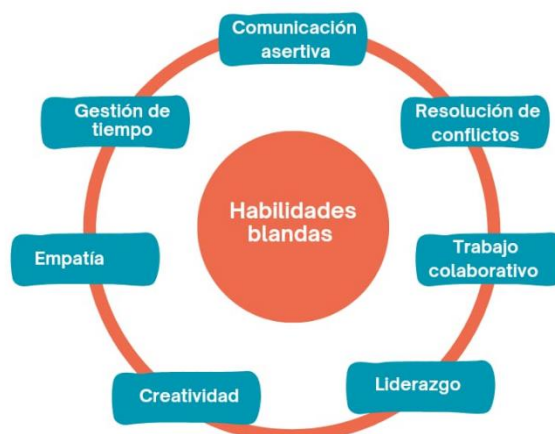 Comunicación
asertiva
Gestión de
tiempo
Resolución de
conflictos
Habilidades
blandas
Empatía
Trabajo
colaborativo
Creatividad
Liderazgo